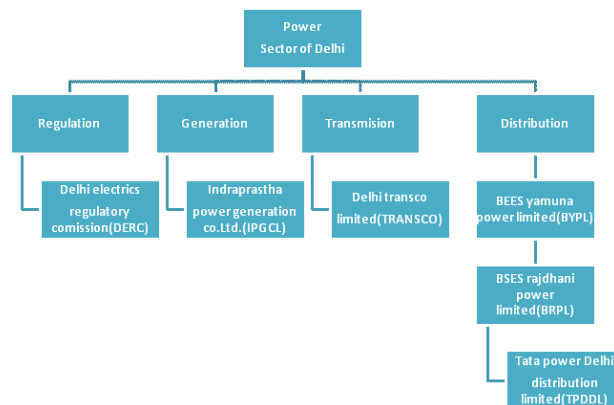 Power
Sector of Delhi
Regulation
Generation
Transmision
Distribution
Delhi electrics
regulatory
comission(DERC)
Indraprastha
power generation
co.Ltd.(IPGCL)
Delhi transco
limited(TRANSCO)
BEES yamuna
power limited(BYPL)
BSES rajdhani
power
limited(BRPL)
Tata power Delhi
distribution
limited(TPDDL)